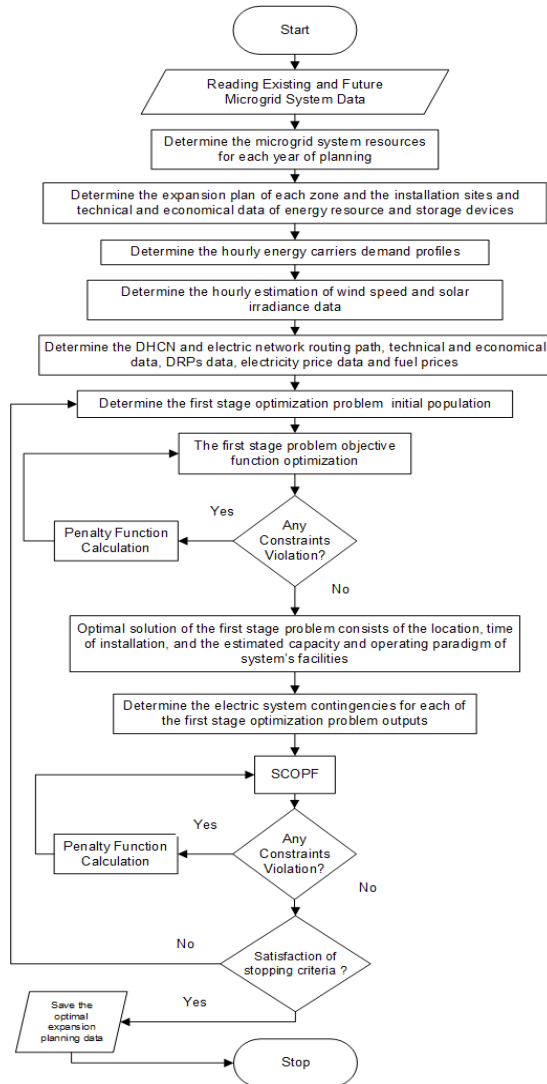 Start
Reading Existing and Future
Microgrid System Data
Determine the microgrid system resources
for each year of planning
Determine the expansion plan of each zone and the installation sites and
technical and economical data of energy resource and storage devices
Determine the hourly energy carriers demand profiles
Determine the hourly estimation of wind speed and solar
irradiance data
Determine the DHCN and electric network routing path, technical and economical
data, DRPs data, electricity price data and fuel prices
Determine the first stage optimization problem initial population
The first stage problem objective
function optimization
Yes
Penalty Function
Calculation
Any
Constraints
Violation?
No
Optimal solution of the first stage problem consists of the location, time
of installation, and the estimated capacity and operating paradigm of
system's facilities
Determine the electric system contingencies for each of
the first stage optimization problem outputs
SCOPF
Yes
Penalty Function
Calculation
Any
Constraints
Violation?
No
No
Satisfaction of
stopping criteria ?
Yes
Save the
optimal
expansion
planning data
Stop